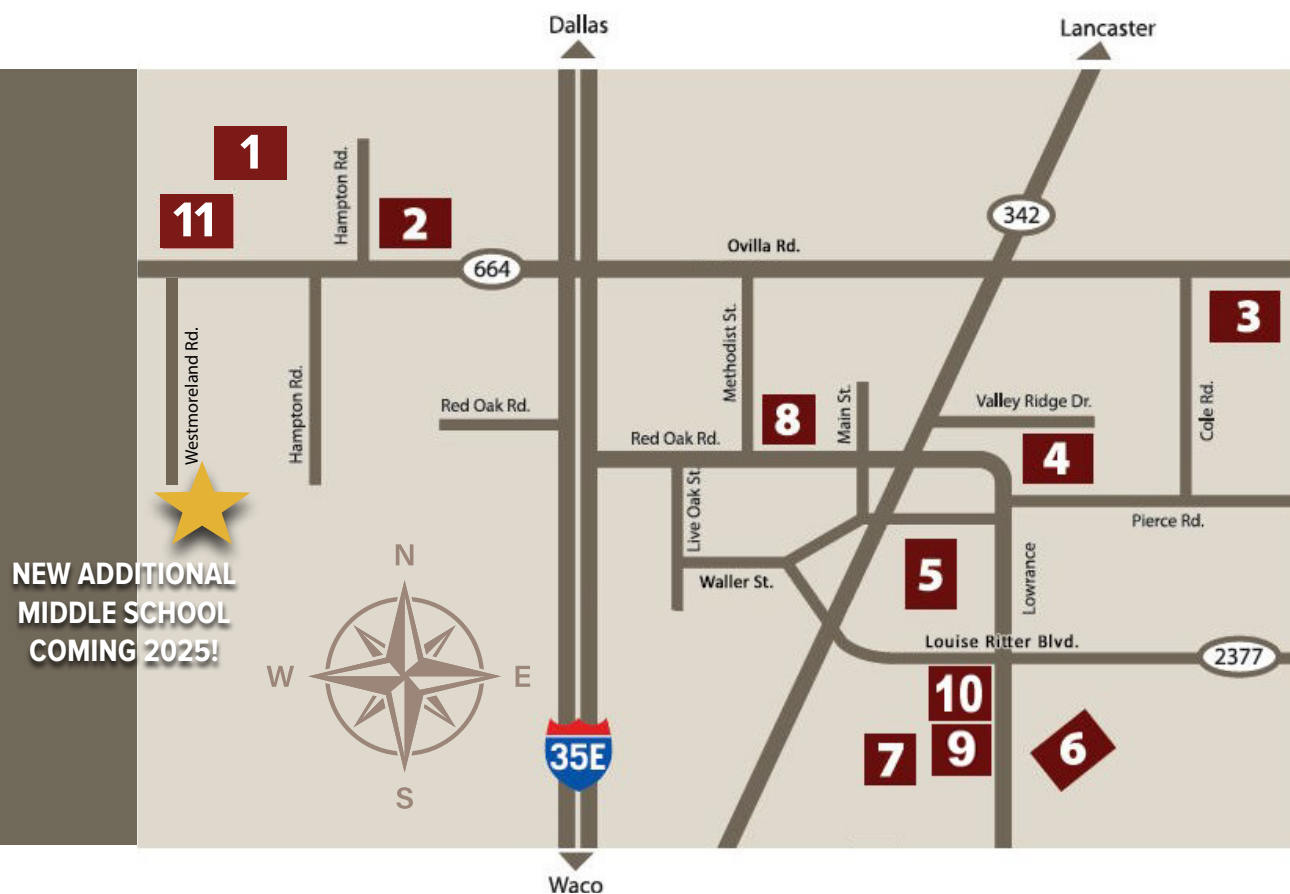 Dallas
Lancaster
1
Hampton Rd.
11
2
342
Ovilla Rd.
664
3
Westmoreland Rd.
Hampton Rd.
Methodist St.
Main St.
Valley Ridge Dr.
Cole Rd.
Red Oak Rd.
8
Red Oak Rd.
4
Live Oak St.
Pierce Rd.
NEW ADDITIONAL
MIDDLE SCHOOL
COMING 2025!
N
W
E
S
Waller St.
5
Lowrance
Louise Ritter Blvd.
2377
10
35E
7
9
6
Waco